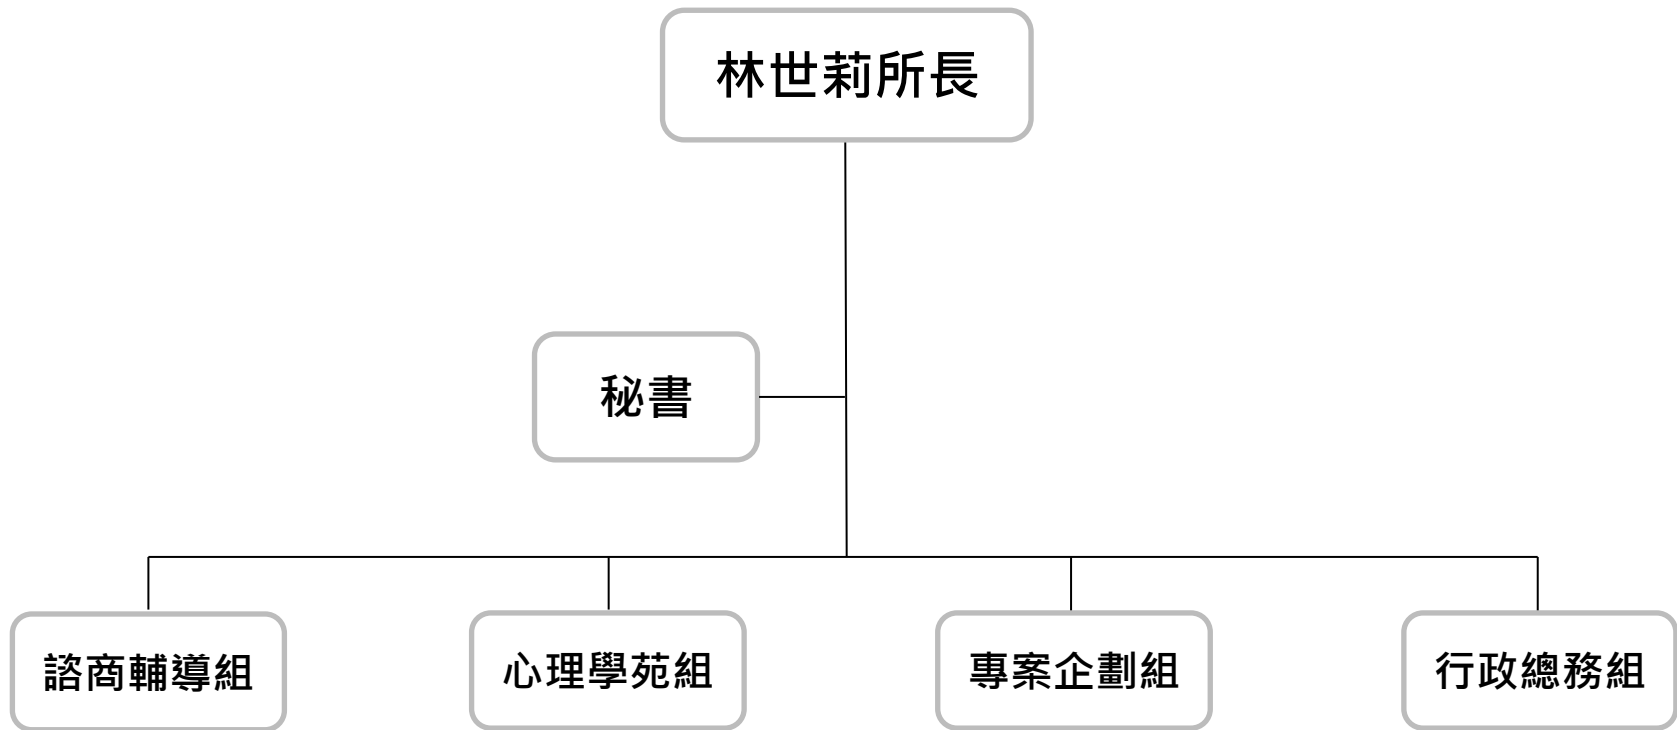 林世莉所長
秘書
諮商輔導組
心理學苑組
專案企劃組
行政總務組